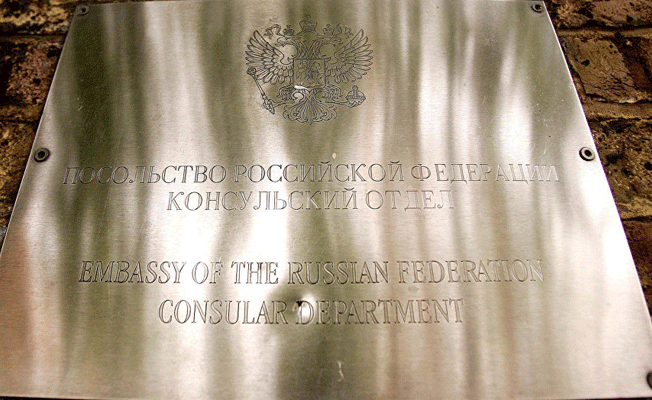 ПОСОЛЬСТВО РОССИЙСКОЙ ФЕДЕРАЦИИ
КОНСУЛЬСКИЙ ОТДЕЛ
EMBASSY OF THE RUSSIAN FEDERATION
CONSULAR DEPARTMENT